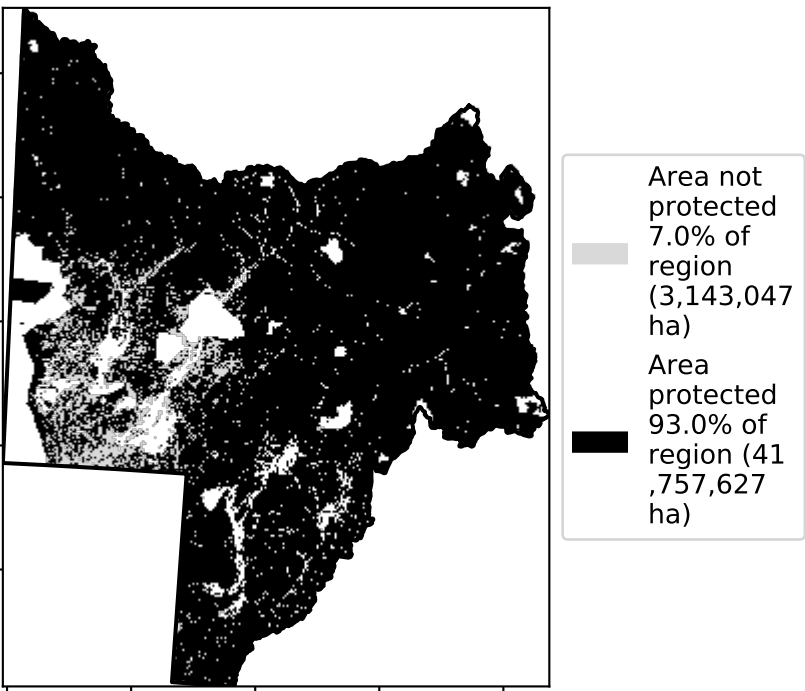 Area not
protected
7.0% of
region
(3,143,047
ha)
Area
protected
93.0% of
region (41
,757,627
ha)